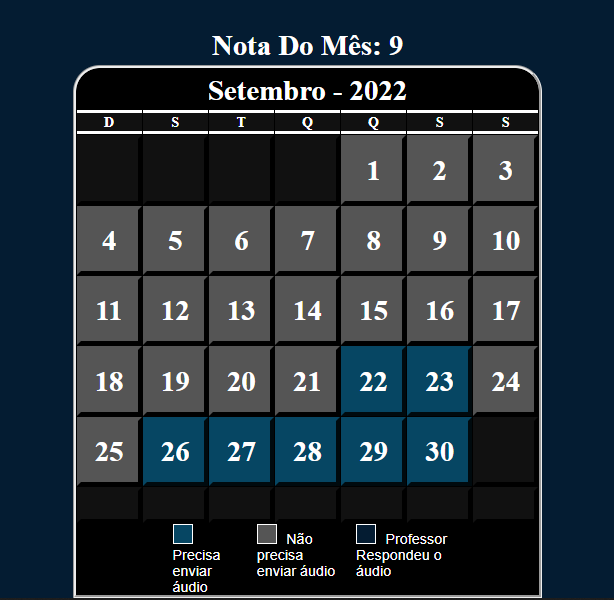 Nota Do Mês: 9
Setembro - 2022
D S T Q Q S S
1 2 3
4 5 6 7 8 9 10
11 12 13 14 15 16 17
18 19 20 21 22 23 24
25 26 27 28 29 30
Precisa
enviar
áudio
Não
precisa
enviar áudio
Professor
Respondeu o
áudio